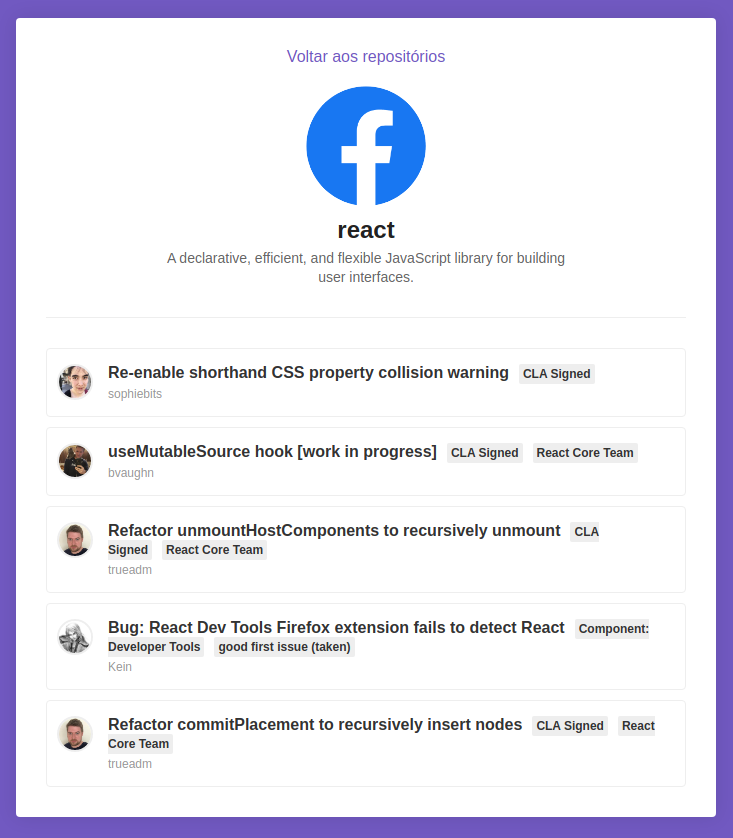 Voltar aos repositórios
react
A declarative, efficient, and flexible JavaScript library for building
user interfaces.
Re-enable shorthand CSS property collision warning CLA Signed
sophiebits
useMutableSource hook [work in progress] CLA Signed React Core Team
bvaughn
Refactor unmountHostComponents to recursively unmount CLA
Signed React Core Team
trueadm
Bug: React Dev Tools Firefox extension fails to detect React Component:
Developer Tools good first issue (taken)
Kein
Refactor commitPlacement to recursively insert nodes CLA Signed React
Core Team
trueadm